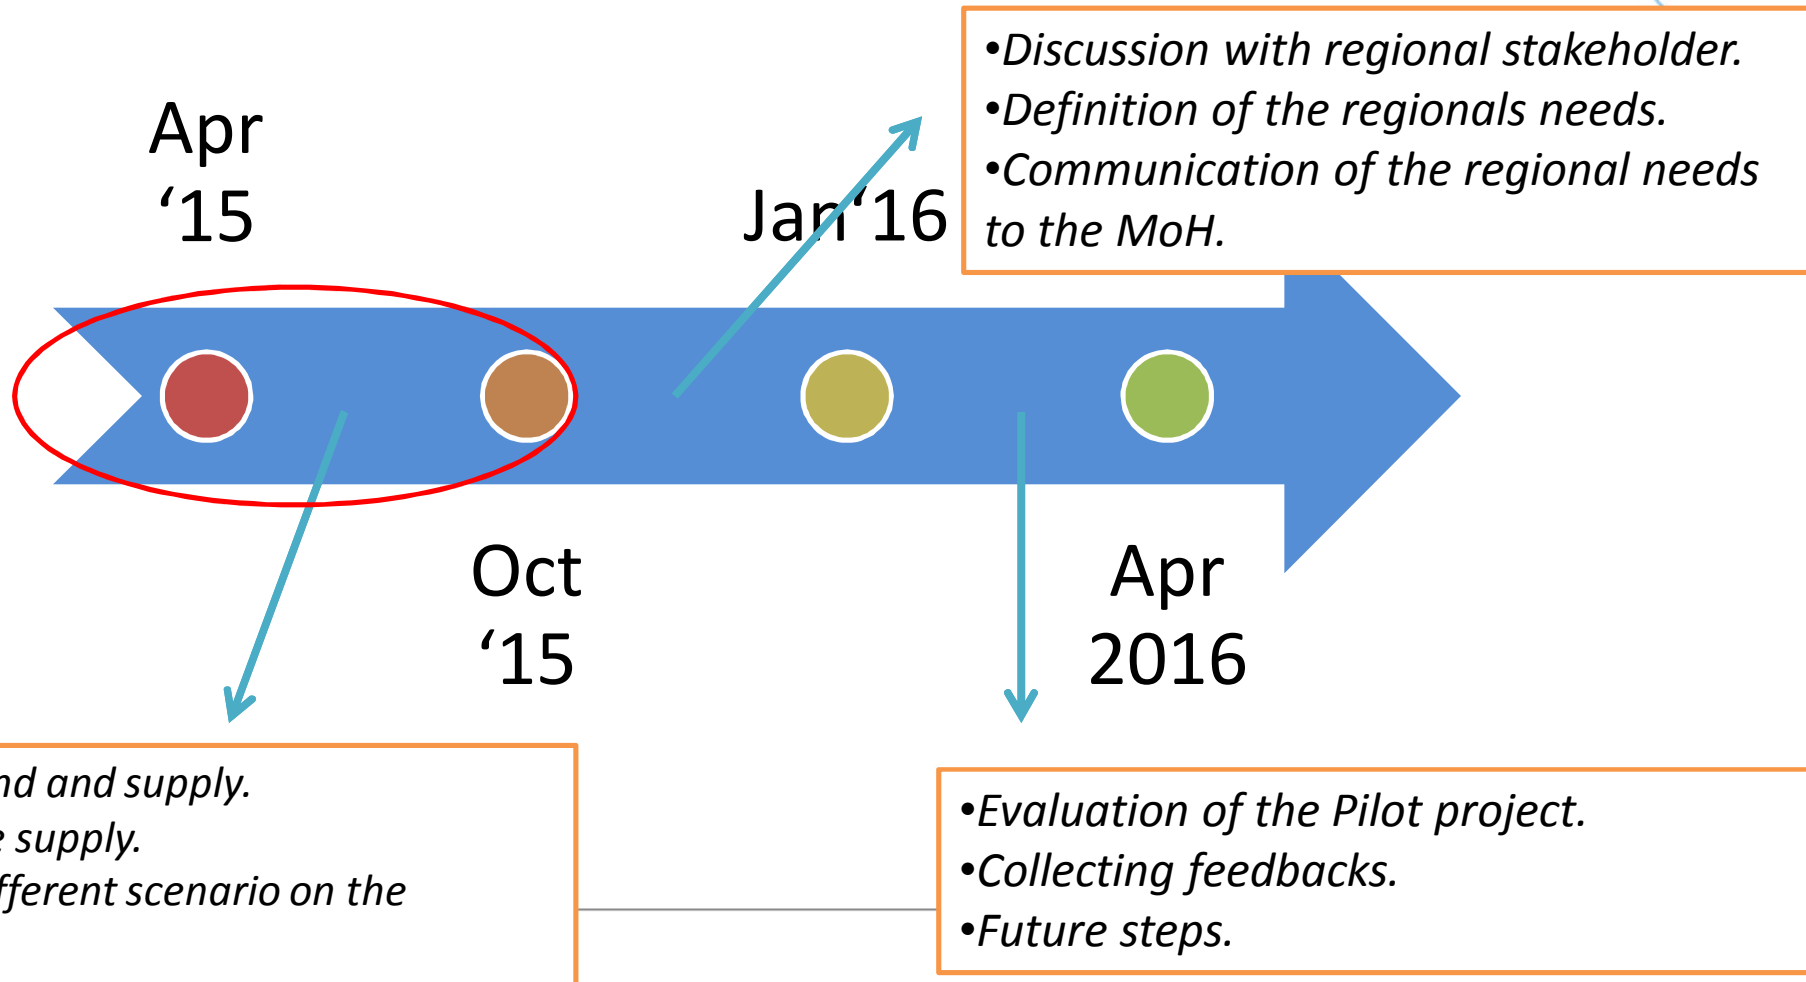 Apr
‘15
Jan‘16
•Discussion with regional stakeholder.
•Definition of the regionals needs.
•Communication of the regional needs
to the MoH.
Oct
‘15
Apr
2016
and supply.
supply.
scenario on the
•Evaluation of the Pilot project.
•Collecting feedbacks.
•Future steps.